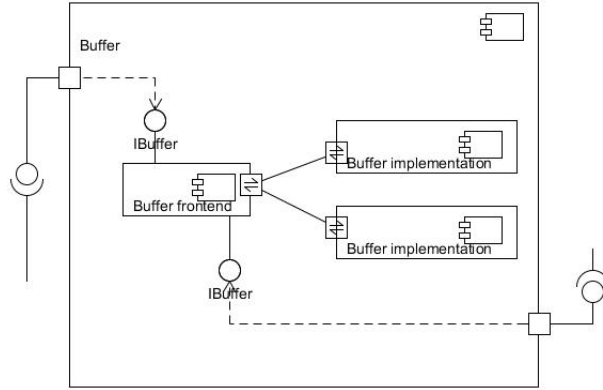 Buffer
IBuffer
Buffer implementation
Buffer frontend
Buffer implementation
IBuffer